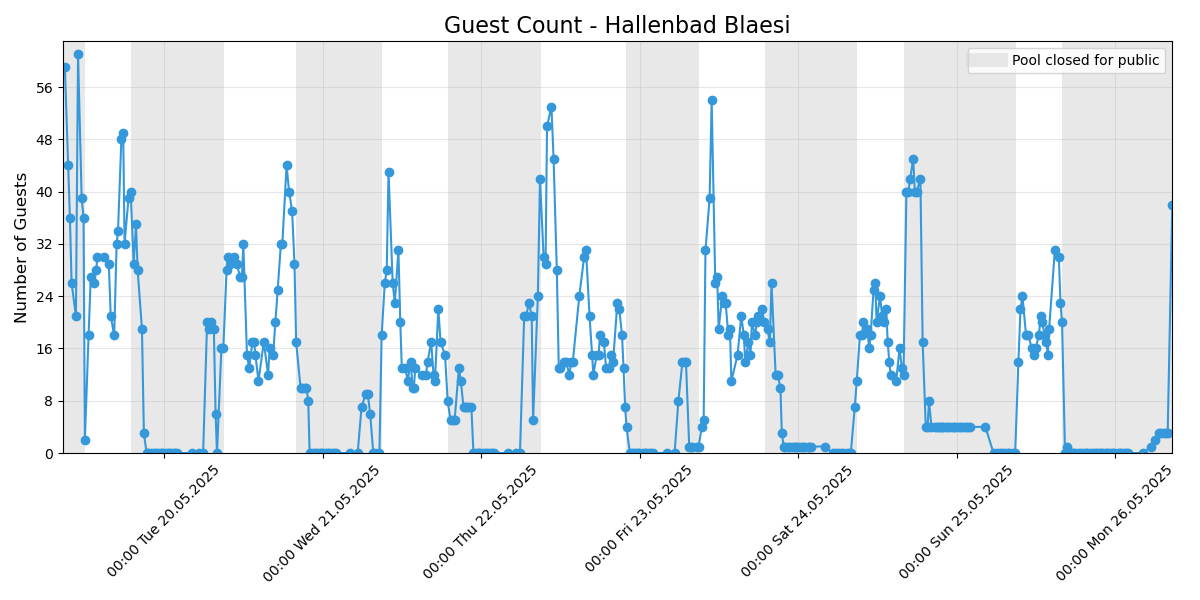 Guest Count - Hallenbad Blaesi
Pool closed for public
Number of Guests
56
48
40
32
24
16
8
0
00:00 Tue 20.05.2025
00:00 Wed 21.05.2025
00:00 Thu 22.05.2025
00:00 Fri 23.05.2025
00:00 Sat 24.05.2025
00:00 Sun 25.05.2025
00:00 Mon 26.05.2025